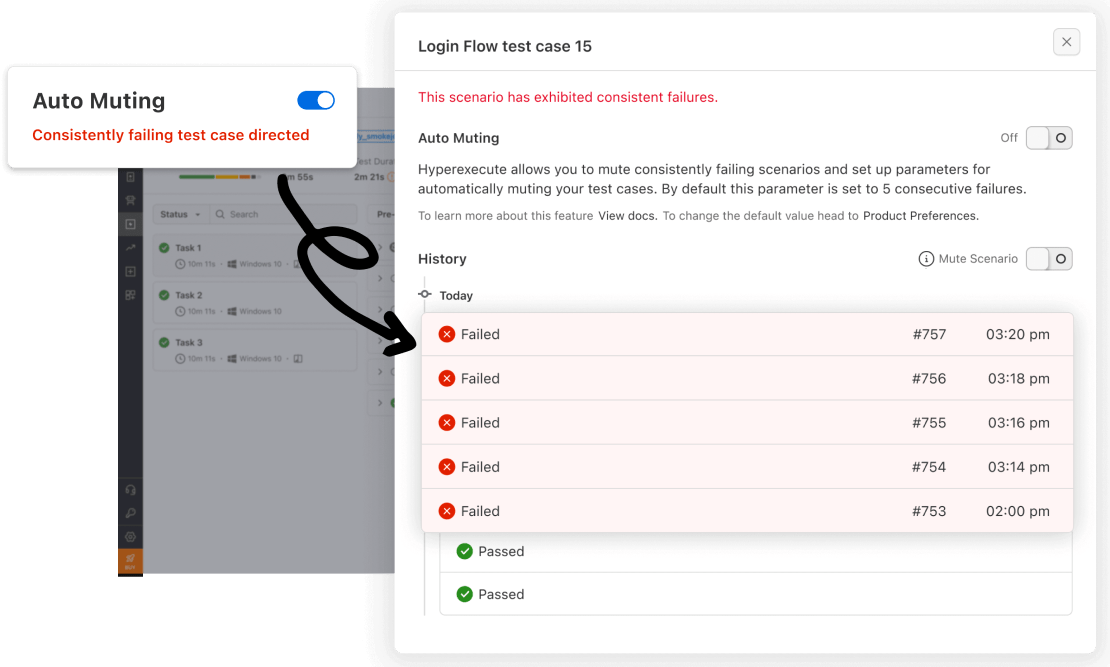 Auto Muting
Consistently failing test case directed
Test Dura
m 55s
2m 21s
Status
Search
Pre-
Task 1
10m 11s · Windows 10 ·
Task 2
10m 11s · Windows 10
Task 3
10m 11s · Windows 10 ·
Login Flow test case 15
This scenario has exhibited consistent failures.
Auto Muting
Off
Hyperexecute allows you to mute consistently failing scenarios and set up parameters for
automatically muting your test cases. By default this parameter is set to 5 consecutive failures.
To learn more about this feature View docs. To change the default value head to Product Preferences.
History
Mute Scenario
Today
Failed #757 03:20 pm
Failed #756 03:18 pm
Failed #755 03:16 pm
Failed #754 03:14 pm
Failed #753 02:00 pm
Passed
Passed